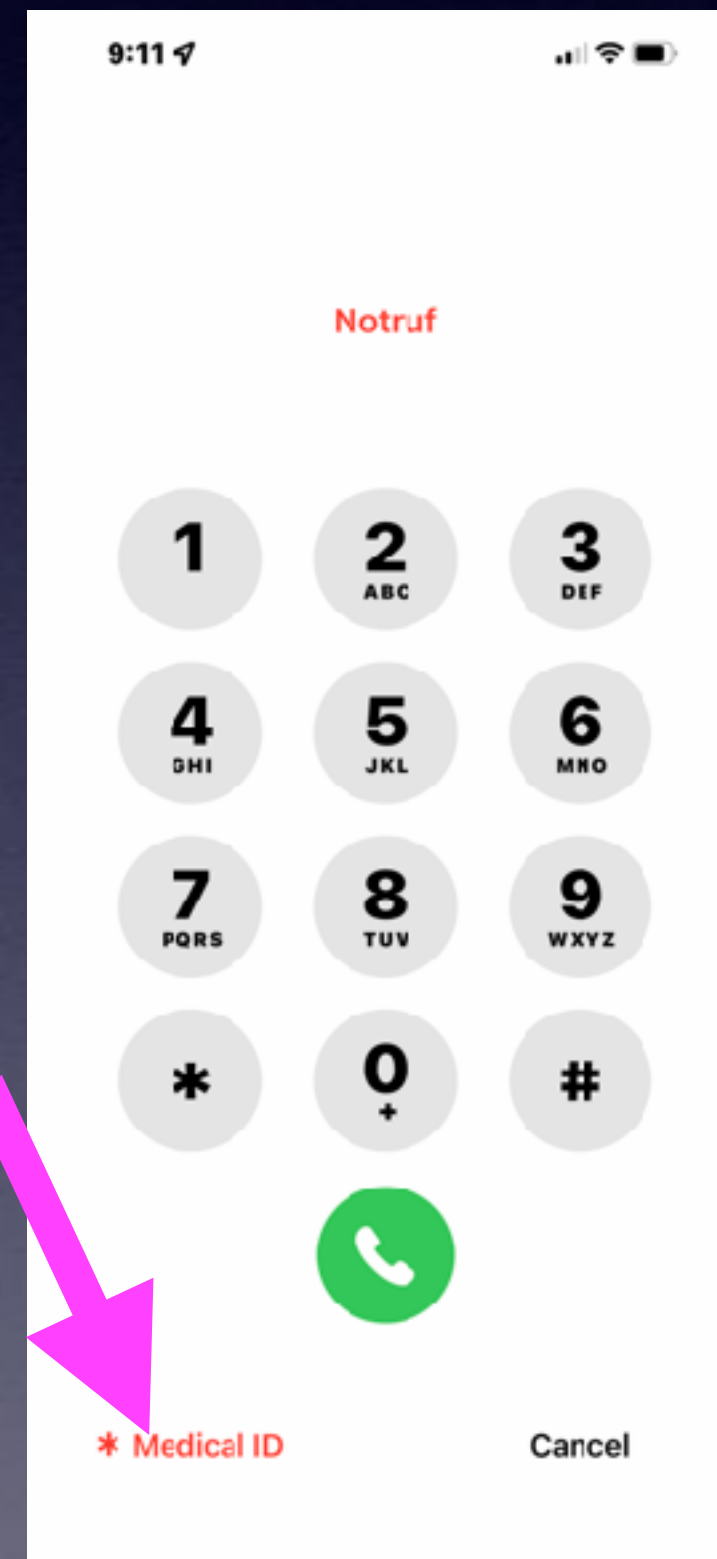 9:11
Notruf
1 2 3
ABC DEF
4 5 6
GHI JKL MNO
7 8 9
PQRS TUV WXYZ
* 0 #
+
* Medical ID Cancel